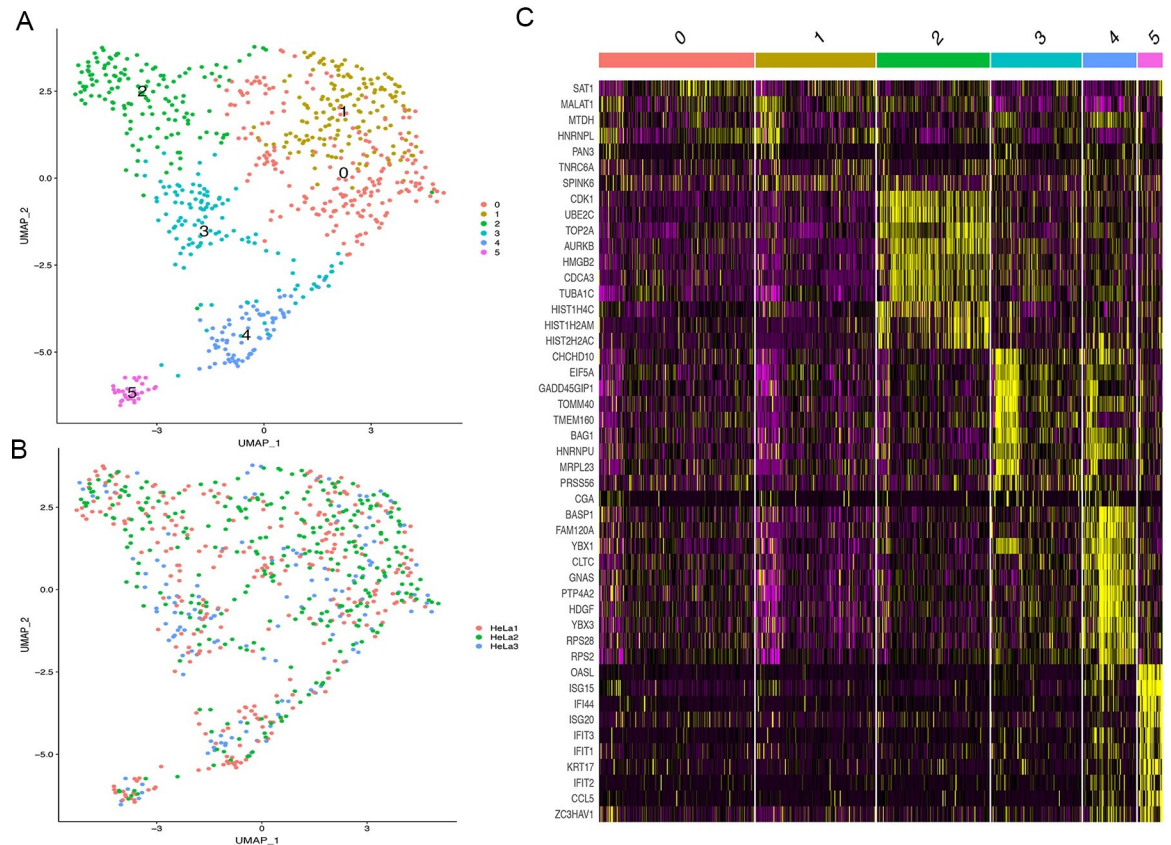 A
2.5
0.0
−2.5
−5.0
UMAP_2
−3
0
3
UMAP_1
0
1
2
3
4
5
0
1
2
3
4
5
B
2.5
0.0
−2.5
−5.0
UMAP_2
−3
0
3
UMAP_1
HeLa1
HeLa2
HeLa3
C
0 1 2 3 4 5
SAT1
MALAT1
MTDH
HNRNPL
PAN3
TNRC6A
SPINK6
CDK1
UBE2C
TOP2A
AURKB
HMGB2
CDCA3
TUBA1C
HIST1H4C
HIST1H2AM
HIST2H2AC
CHCHD10
EIF5A
GADD45GIP1
TOMM40
TMEM160
BAG1
HNRNPU
MRPL23
PRSS56
CGA
BASP1
FAM120A
YBX1
CLTC
GNAS
PTP4A2
HDGF
YBX3
RPS28
RPS2
OASL
ISG15
IFI44
ISG20
IFIT3
IFIT1
KRT17
IFIT2
CCL5
ZC3HAV1